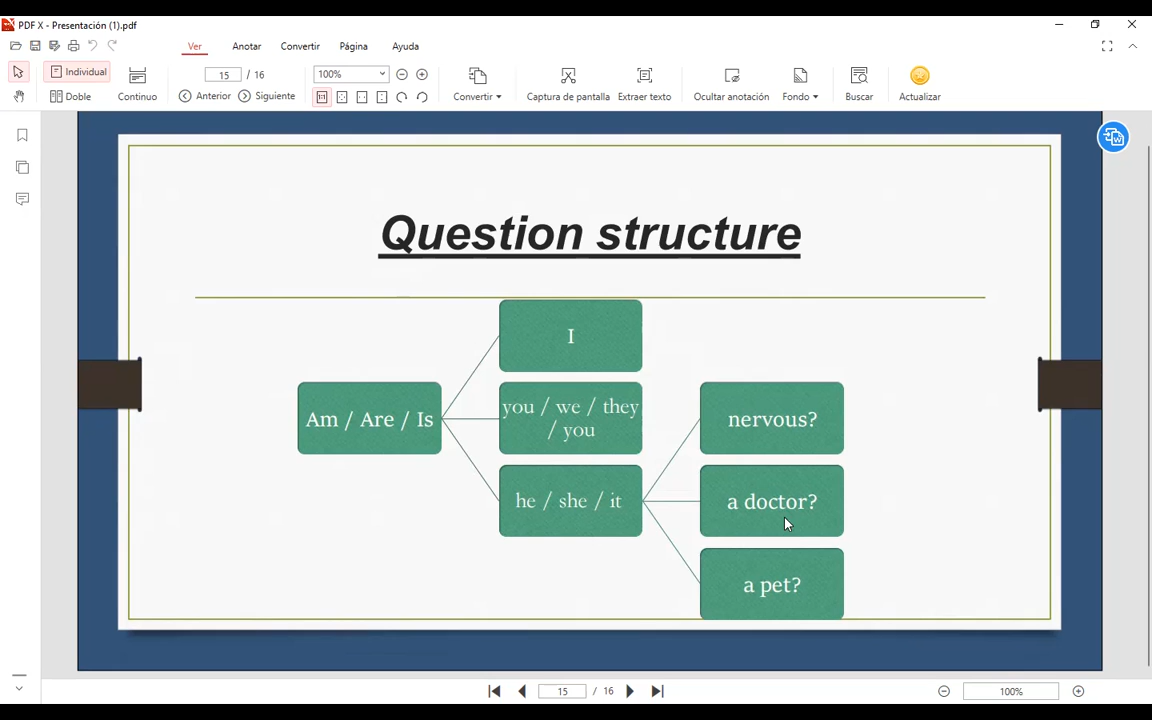 PDF X - Presentación (1).pdf
Ver Anotar Convertir Página Ayuda
Individual
Doble
Continuo
15 / 16
Anterior
Siguiente
100%
Convertir
Captura de pantalla
Extraer texto
Ocultar anotación
Fondo
Buscar
Actualizar
Question structure
I
Am / Are / Is
you / we / they
/ you
nervous?
he / she / it
a doctor?
a pet?
15 / 16
100%